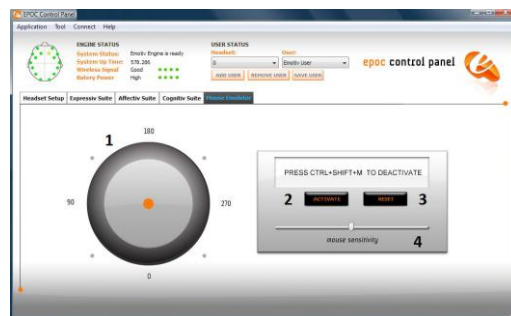 EPOC Control Panel
Application Tool Connect Help
ENGINE STATUS
System Status: Emotiv Engine is ready
System Up Time: 578.286
Wireless Signal Good
Battery Power High
USER STATUS
Headset: User:
0 Emotiv User
ADD USER REMOVE USER SAVE USER
epoc control panel
Headset Setup Expressiv Suite Affectiv Suite Cognitiv Suite Mouse Emulator
1
180
90
270
0
PRESS CTRL+SHIFT+M TO DEACTIVATE
2 ACTIVATE RESET 3
mouse sensitivity 4